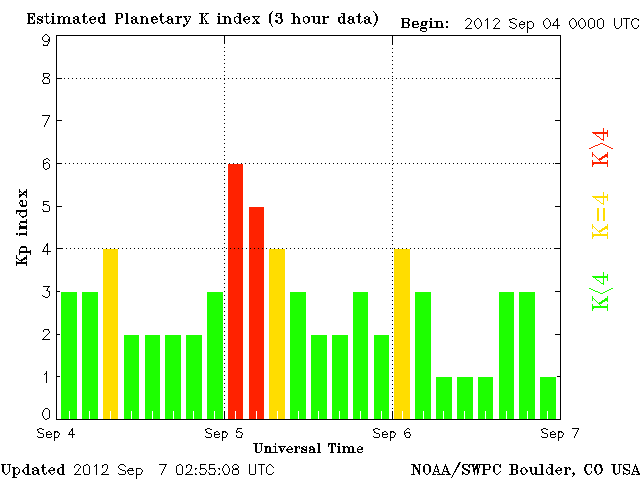 Estimated Planetary K index (3 hour data) Begin: 2012 Sep 04 0000 UTC
9
8
7
6
5
4
3
2
1
0
Kp index
K>4
K=4
K<4
Sep 4 Sep 5 Sep 6 Sep 7
Universal Time
Updated 2012 Sep 7 02:55:08 UTC NOAA/SWPC Boulder, CO USA